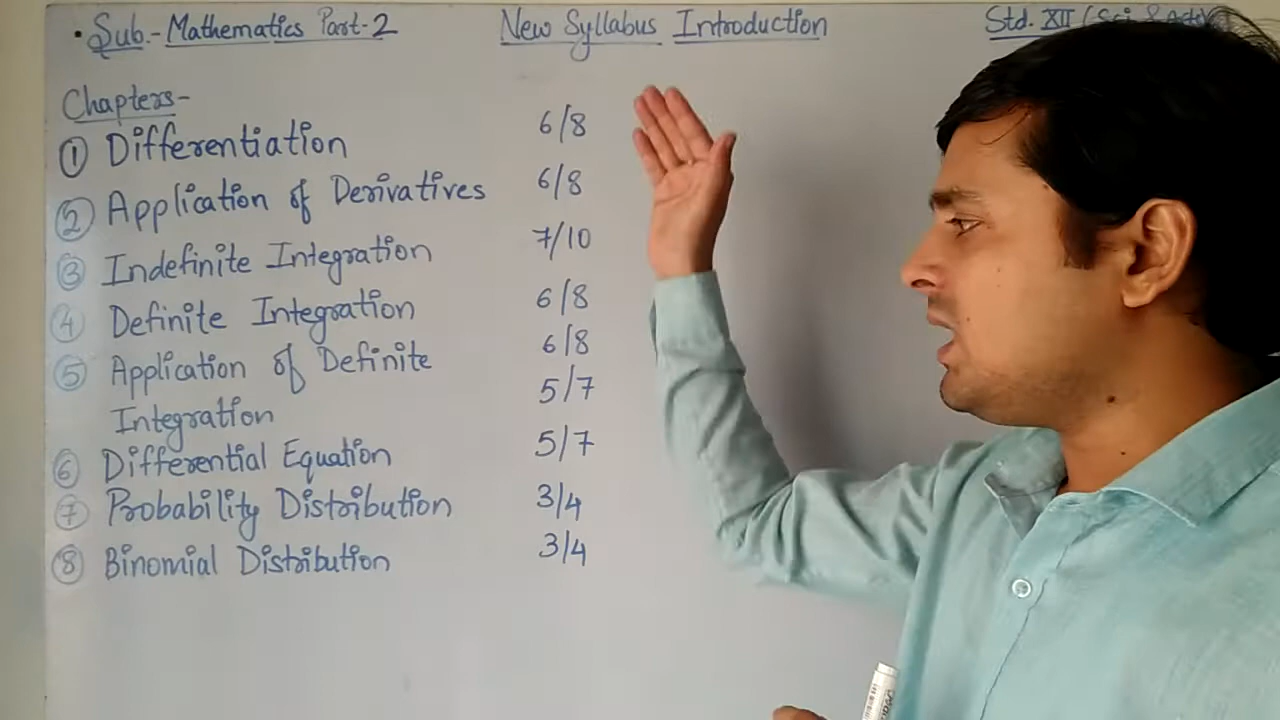 • Sub.- Mathematics Part-2 New Syllabus Introduction Std. XII (Sci. & Arts)
Chapters-
① Differentiation 6/8
② Application of Derivatives 6/8
③ Indefinite Integration 7/10
④ Definite Integration 6/8
⑤ Application of Definite 6/8
Integration 5/7
⑥ Differential Equation 5/7
⑦ Probability Distribution 3/4
⑧ Binomial Distribution 3/4